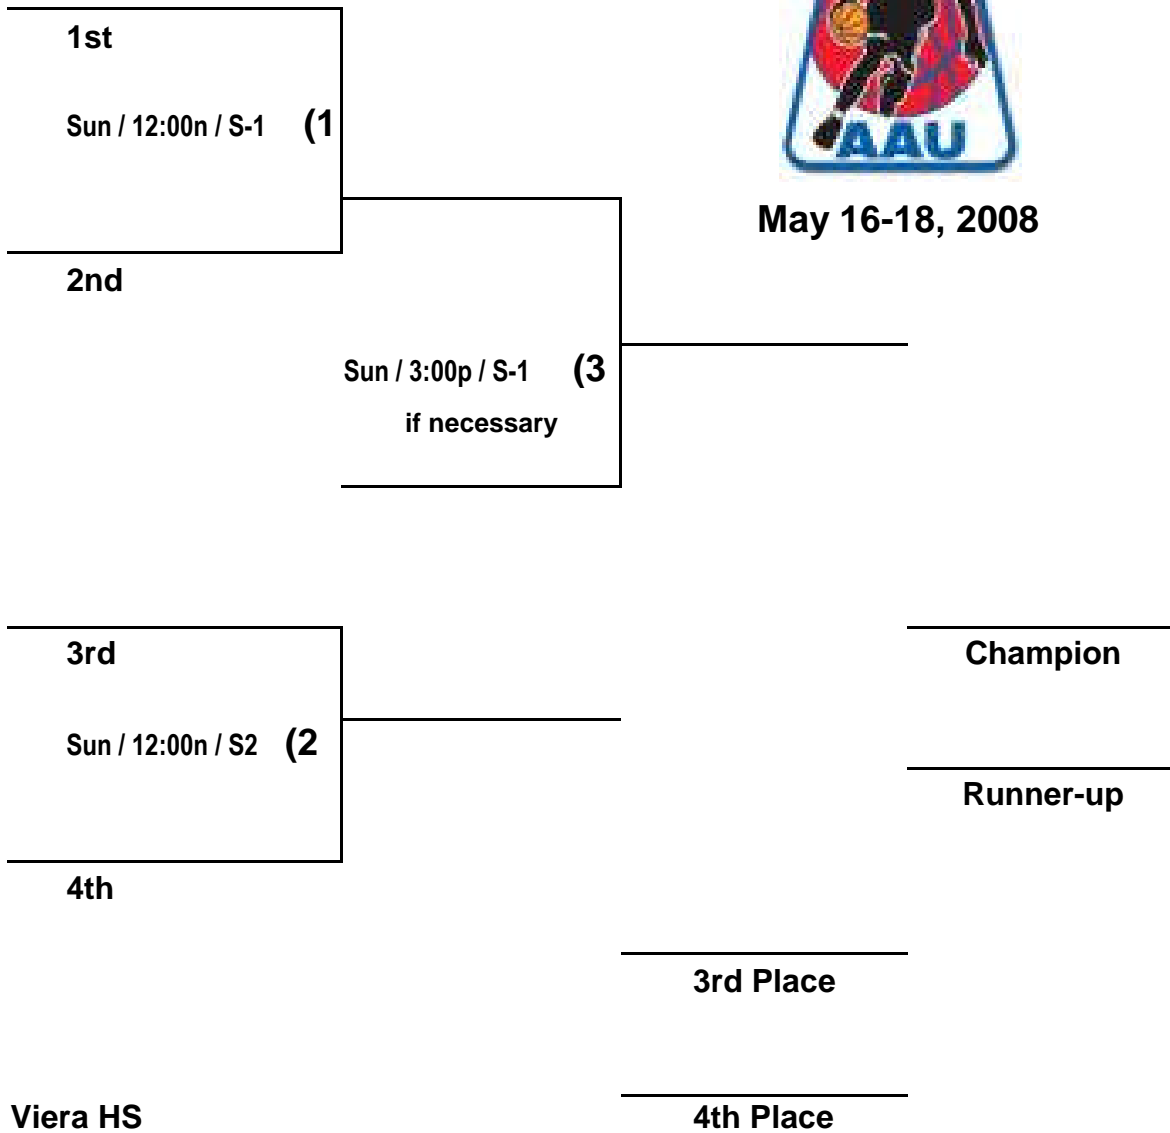 1st
Sun / 12:00n / S-1 (1
AAU
May 16-18, 2008
2nd
Sun / 3:00p / S-1 (3
if necessary
3rd
Champion
Sun / 12:00n / S2 (2
Runner-up
4th
3rd Place
Viera HS
4th Place